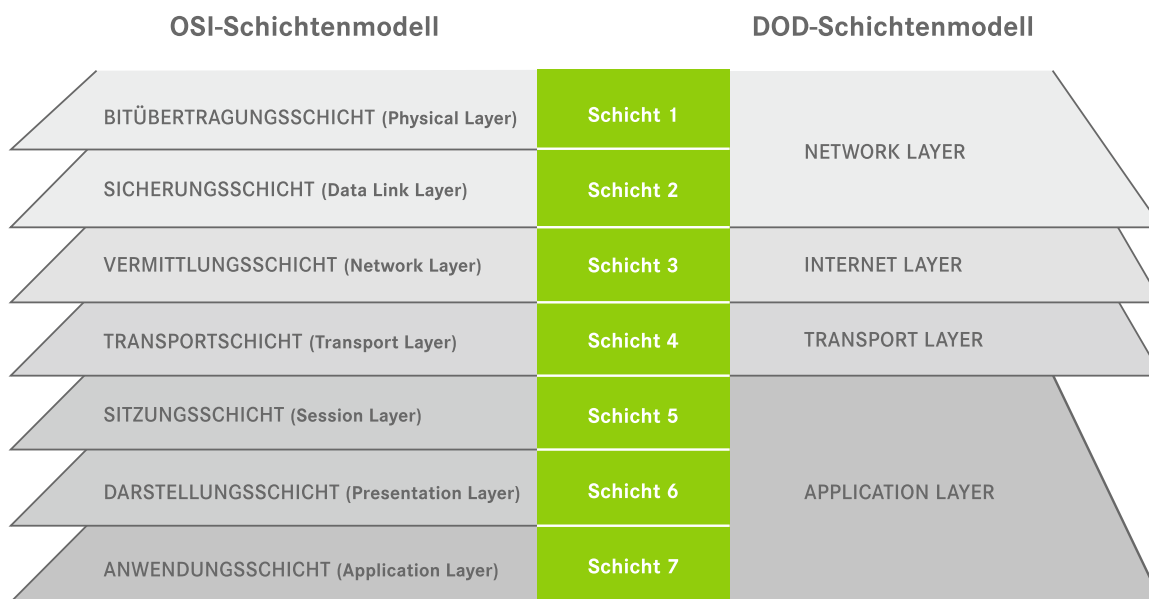 OSI-Schichtenmodell
DOD-Schichtenmodell
BITÜBERTRAGUNGSSCHICHT (Physical Layer)
Schicht 1
NETWORK LAYER
SICHERUNGSSCHICHT (Data Link Layer)
Schicht 2
VERMITTLUNGSSCHICHT (Network Layer)
Schicht 3
INTERNET LAYER
TRANSPORTSCHICHT (Transport Layer)
Schicht 4
TRANSPORT LAYER
SITZUNGSSCHICHT (Session Layer)
Schicht 5
DARSTELLUNGSSCHICHT (Presentation Layer)
Schicht 6
APPLICATION LAYER
ANWENDUNGSSCHICHT (Application Layer)
Schicht 7